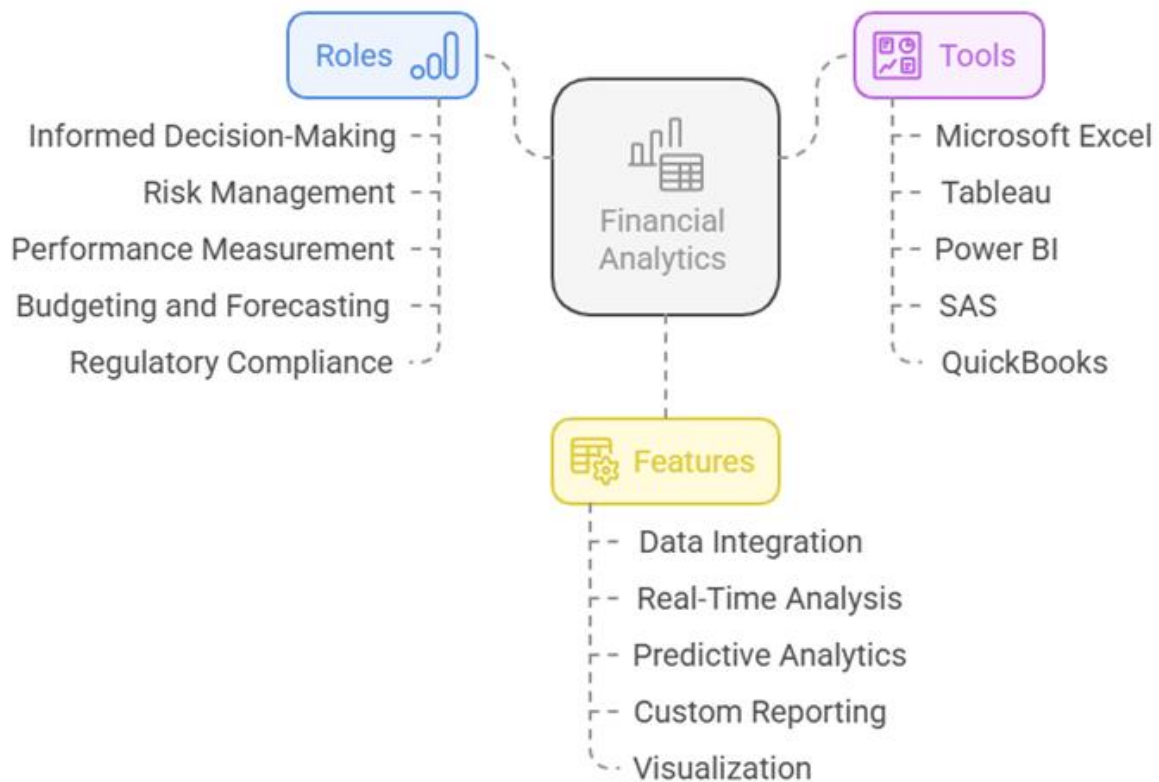 Roles
Informed Decision-Making
Risk Management
Performance Measurement
Budgeting and Forecasting
Regulatory Compliance
Financial
Analytics
Tools
Microsoft Excel
Tableau
Power BI
SAS
QuickBooks
Features
Data Integration
Real-Time Analysis
Predictive Analytics
Custom Reporting
Visualization